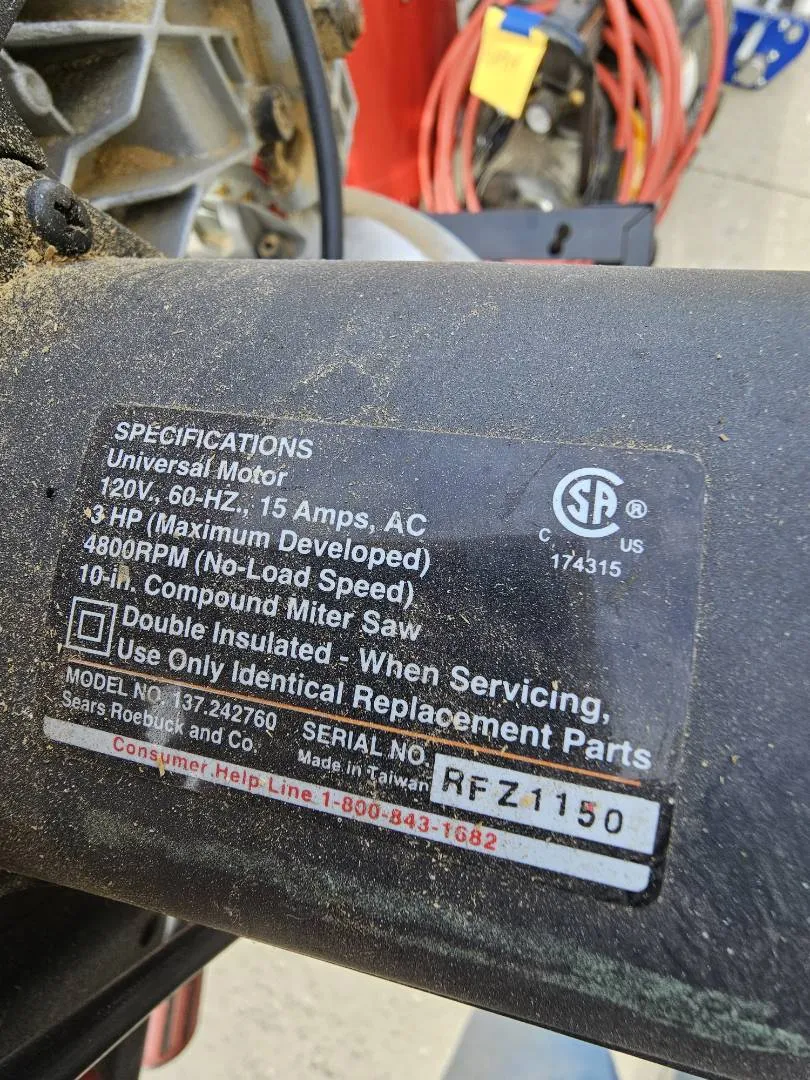 SPECIFICATIONS
Universal Motor
120V., 60-HZ., 15 Amps, AC
3 HP (Maximum Developed)
4800RPM (No-Load Speed)
10-in. Compound Miter Saw
Double Insulated - When Servicing,
Use Only Identical Replacement Parts
SA ®
C US
174315
MODEL NO. 137.242760
Sears Roebuck and Co.
SERIAL NO.
Made in Taiwan
RFZ1150
Consumer Help Line 1-800-843-1682